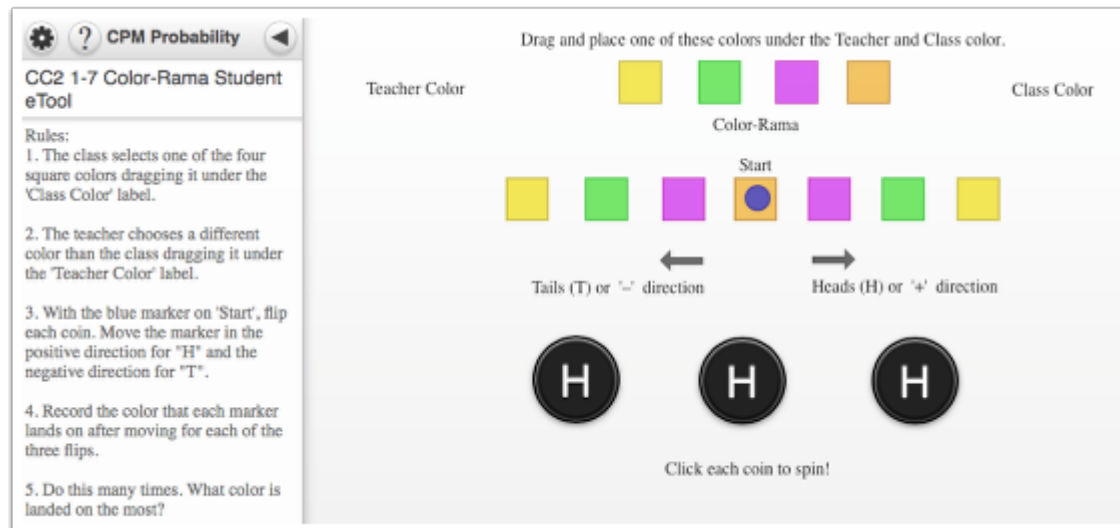 ? CPM Probability
CC2 1-7 Color-Rama Student
eTool
Rules:
1. The class selects one of the four
square colors dragging it under the
'Class Color' label.
2. The teacher chooses a different
color than the class dragging it under
the 'Teacher Color' label.
3. With the blue marker on 'Start', flip
each coin. Move the marker in the
positive direction for "H" and the
negative direction for "T".
4. Record the color that each marker
lands on after moving for each of the
three flips.
5. Do this many times. What color is
landed on the most?
Drag and place one of these colors under the Teacher and Class color.
Teacher Color
Class Color
Color-Rama
Start
Tails (T) or '–' direction
Heads (H) or '+' direction
H H H
Click each coin to spin!